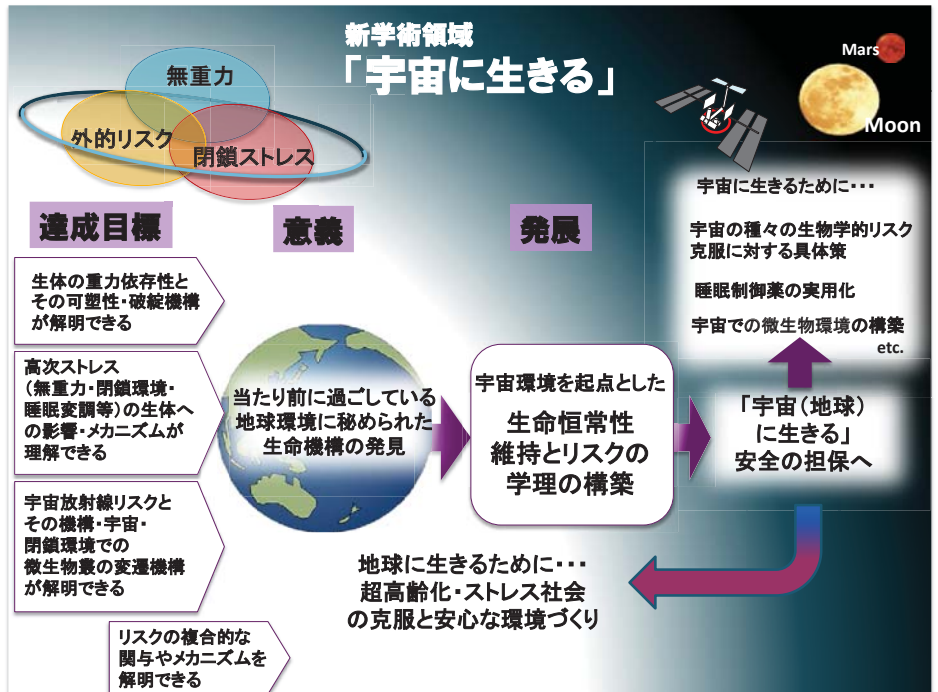 新学術領域
「宇宙に生きる」
無重力
外的リスク
閉鎖ストレス
Mars
Moon
達成目標
意義
発展
生体の重力依存性と
その可塑性・破綻機構
が解明できる
高次ストレス
（無重力・閉鎖環境・
睡眠変調等）の生体へ
の影響・メカニズムが
理解できる
宇宙放射線リスクと
その機構・宇宙・
閉鎖環境での
微生物叢の変遷機構
が解明できる
リスクの複合的な
関与やメカニズムを
解明できる
当たり前に過ごしている
地球環境に秘められた
生命機構の発見
宇宙環境を起点とした
生命恒常性
維持とリスクの
学理の構築
「宇宙（地球）
に生きる」
安全の担保へ
宇宙に生きるために・・・
宇宙の種々の生物学的リスク
克服に対する具体策
睡眠制御薬の実用化
宇宙での微生物環境の構築
etc.
地球に生きるために・・・
超高齢化・ストレス社会
の克服と安心な環境づくり